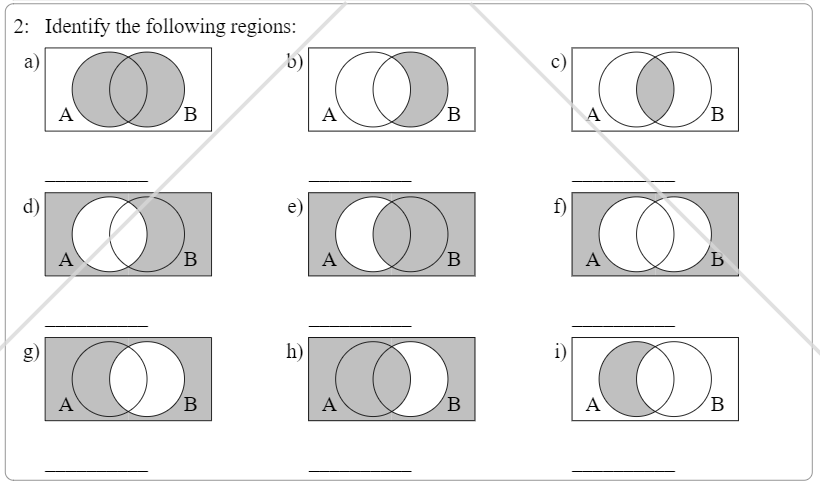 2: Identify the following regions:
a) b) c)
A B A B A B
d) e) f)
A B A B A B
g) h) i)
A B A B A B